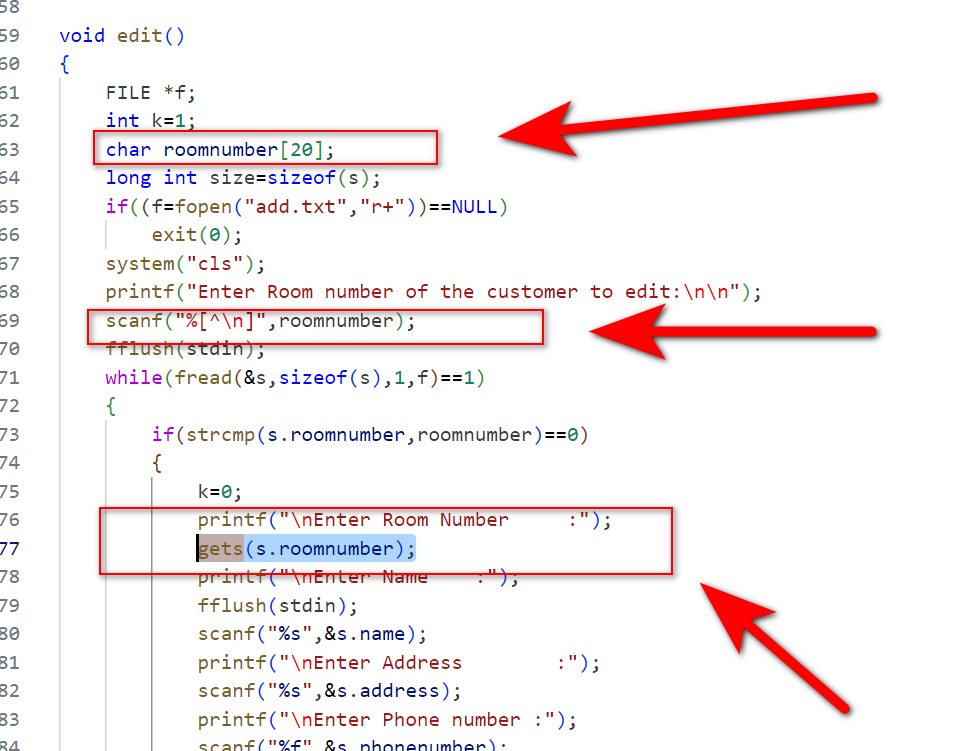 58
59 void edit()
60 {
61 FILE *f;
62 int k=1;
63 char roomnumber[20];
64 long int size=sizeof(s);
65 if((f=fopen("add.txt","r+"))==NULL)
66 exit(0);
67 system("cls");
68 printf("Enter Room number of the customer to edit:\n\n");
69 scanf("%[^\n]",roomnumber);
70 fflush(stdin);
71 while(fread(&s,sizeof(s),1,f)==1)
72 {
73 if(strcmp(s.roomnumber,roomnumber)==0)
74 {
75 k=0;
76 printf("\nEnter Room Number     :");
77 gets(s.roomnumber);
78 printf("\nEnter Name    :");
79 fflush(stdin);
80 scanf("%s",&s.name);
81 printf("\nEnter Address        :");
82 scanf("%s",&s.address);
83 printf("\nEnter Phone number :");
84 scanf("%f",&s.phonenumber);